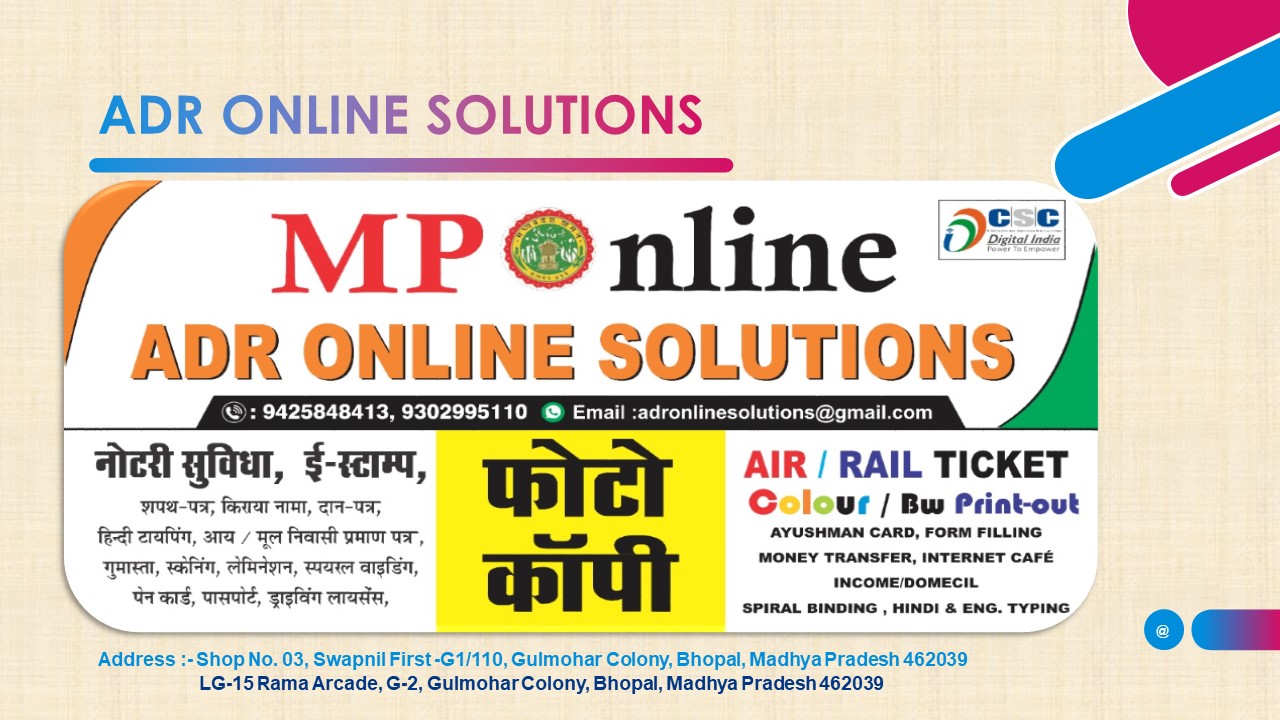 ADR ONLINE SOLUTIONS
MP nline
CSC
Digital India
Power To Empower
ADR ONLINE SOLUTIONS
: 9425848413, 9302995110 Email :adronlinesolutions@gmail.com
नोटरी सुविधा, ई-स्टाम्प,
शपथ-पत्र, किराया नामा, दान-पत्र,
हिन्दी टायपिंग, आय / मूल निवासी प्रमाण पत्र,
गुमास्ता, स्केनिंग, लेमिनेशन, स्पयरल वाइडिंग,
पेन कार्ड, पासपोर्ट, ड्राइविंग लायसेंस,
फोटो
कॉपी
AIR / RAIL TICKET
Colour / Bw Print-out
AYUSHMAN CARD, FORM FILLING
MONEY TRANSFER, INTERNET CAFÉ
INCOME/DOMECIL
SPIRAL BINDING , HINDI & ENG. TYPING
@
Address :- Shop No. 03, Swapnil First -G1/110, Gulmohar Colony, Bhopal, Madhya Pradesh 462039
LG-15 Rama Arcade, G-2, Gulmohar Colony, Bhopal, Madhya Pradesh 462039